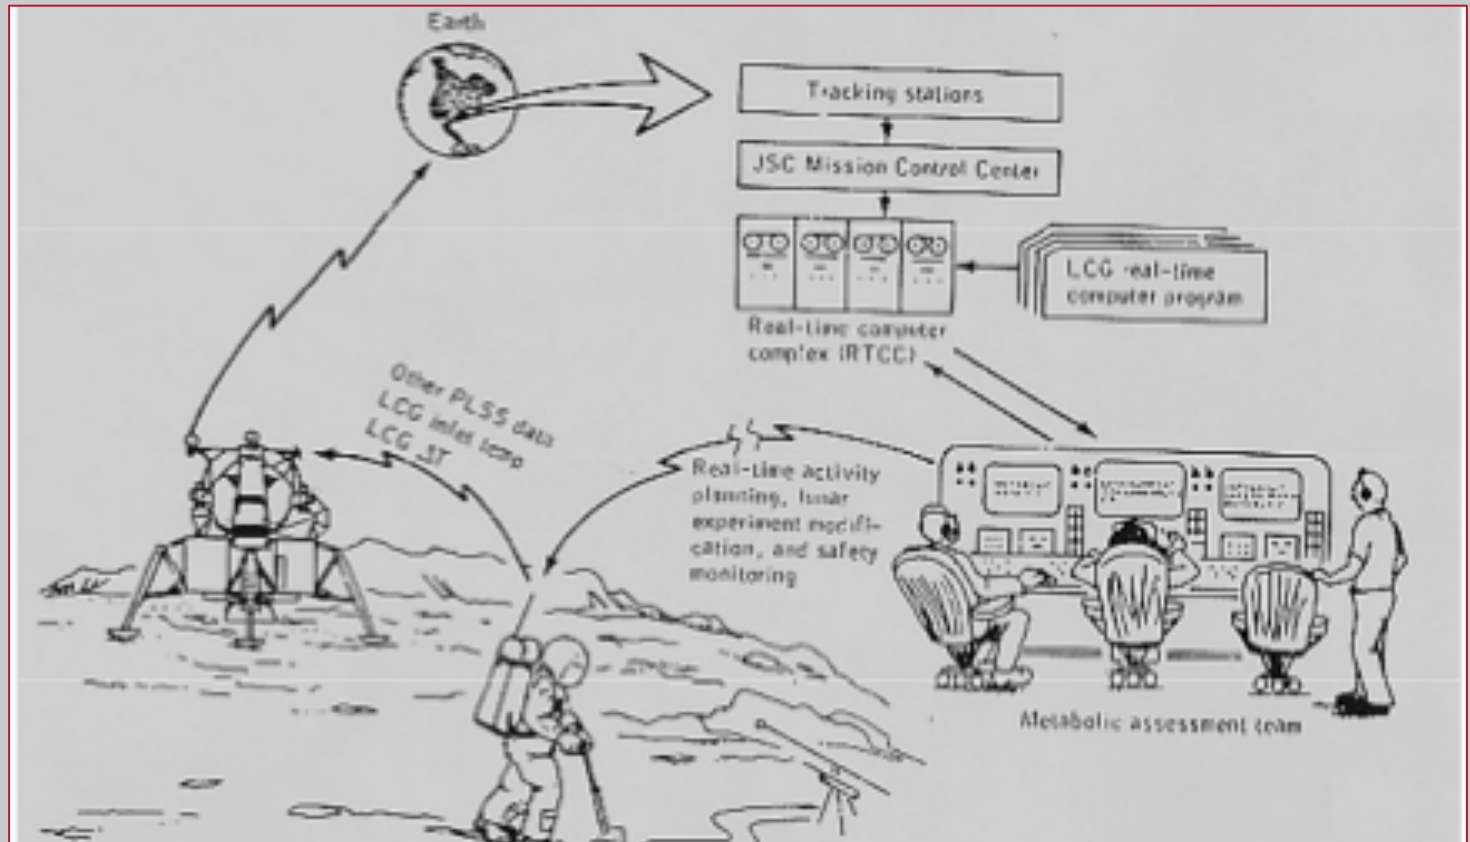 Earth
Tracking stations
JSC Mission Control Center
LCG real-time
computer program
Real-time computer
complex (RTCC)
Other PLSS data
LCG inlet temp
LCG ΔT
Real-time activity
planning, lunar
experiment modifi-
cation, and safety
monitoring
Metabolic assessment team